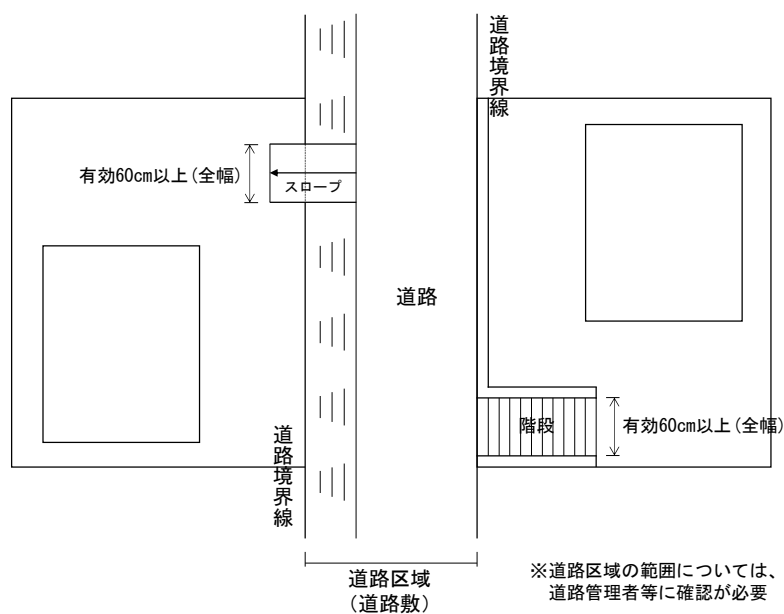 道路境界線
有効60cm以上(全幅)
スロープ
道路
階段
有効60cm以上(全幅)
道路境界線
道路区域
(道路敷)
※道路区域の範囲については、
道路管理者等に確認が必要